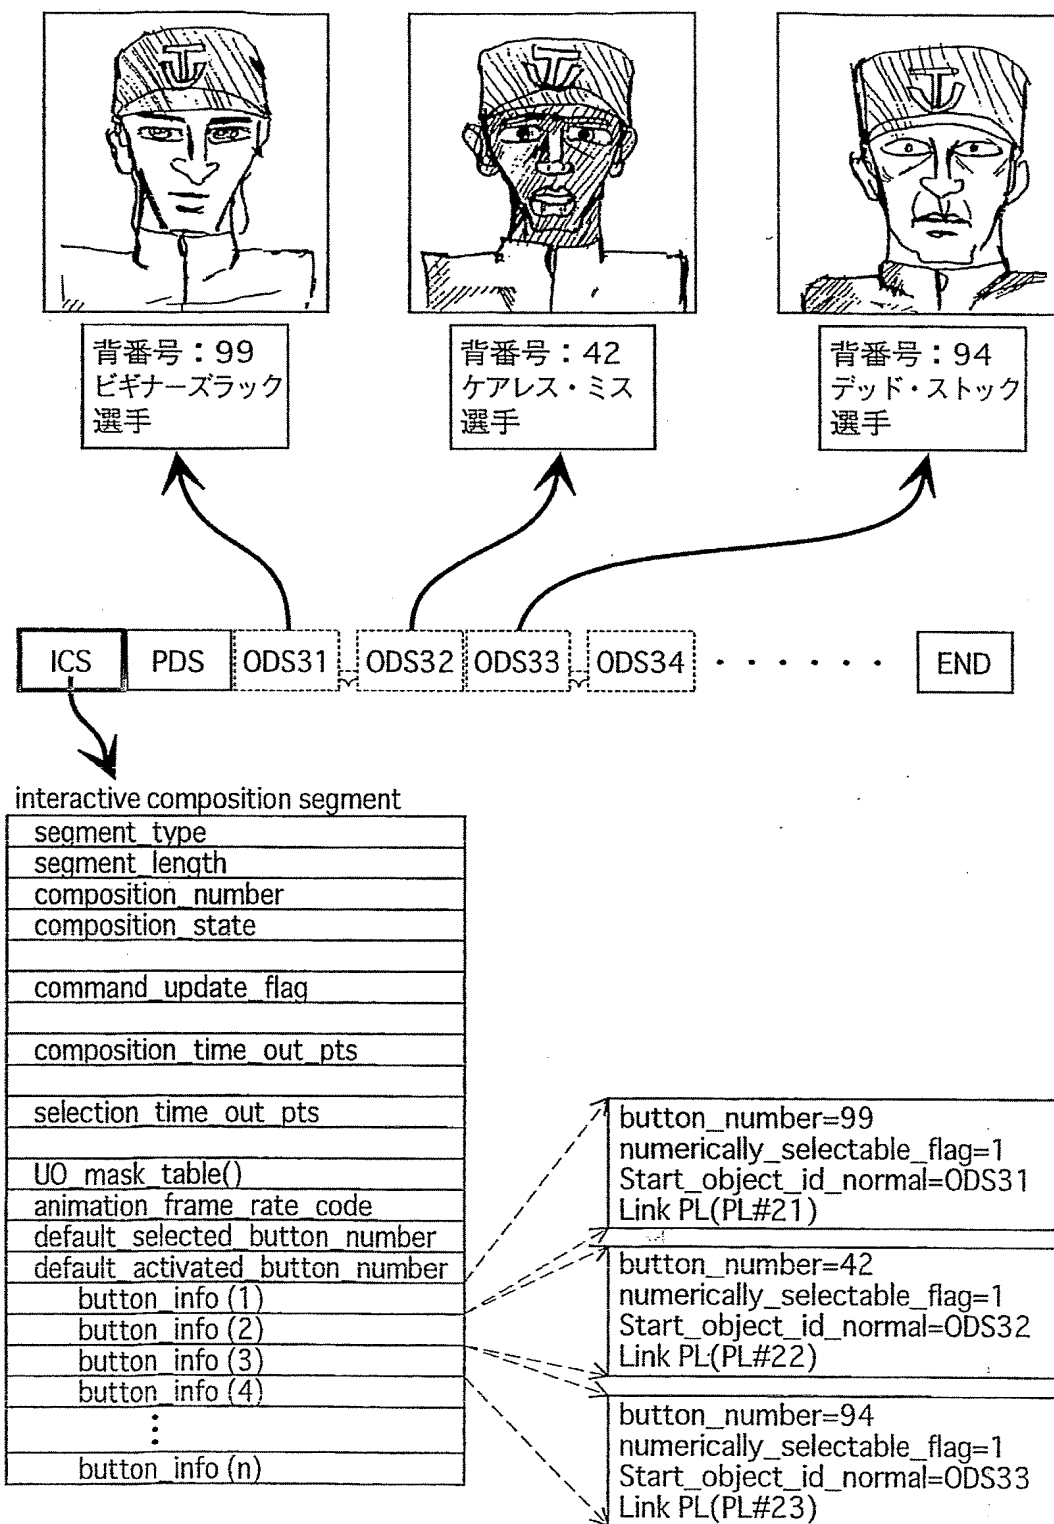 背番号：99
ビギナーズラック
選手
背番号：42
ケアレス・ミス
選手
背番号：94
デッド・ストック
選手
ICS PDS ODS31 ODS32 ODS33 ODS34 ・・・・・・ END
interactive composition segment
segment_type
segment_length
composition_number
composition_state
command_update_flag
composition_time_out_pts
selection_time_out_pts
UO_mask_table()
animation_frame_rate_code
default_selected_button_number
default_activated_button_number
button_info (1)
button_info (2)
button_info (3)
button_info (4)
⋮
button_info (n)
button_number=99
numerically_selectable_flag=1
Start_object_id_normal=ODS31
Link PL(PL#21)
button_number=42
numerically_selectable_flag=1
Start_object_id_normal=ODS32
Link PL(PL#22)
button_number=94
numerically_selectable_flag=1
Start_object_id_normal=ODS33
Link PL(PL#23)